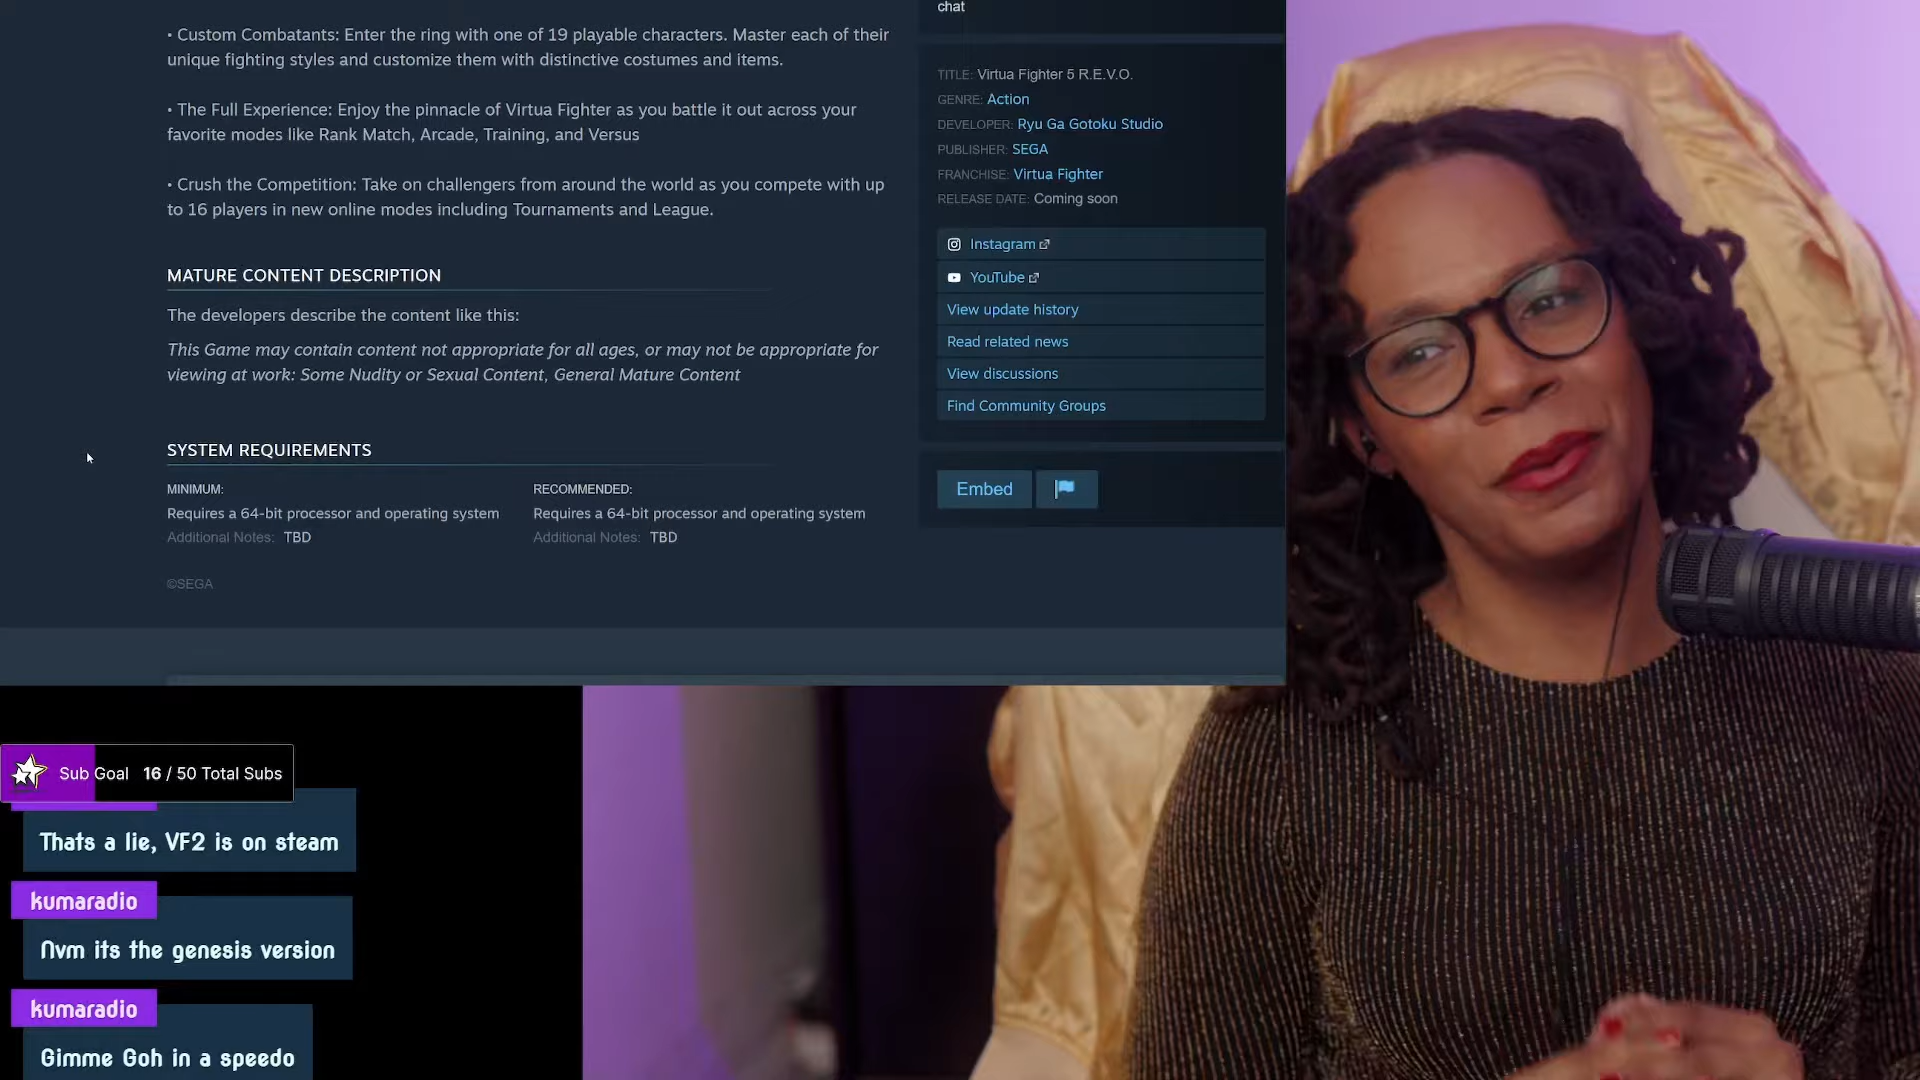 • Custom Combatants: Enter the ring with one of 19 playable characters. Master each of their
unique fighting styles and customize them with distinctive costumes and items.
• The Full Experience: Enjoy the pinnacle of Virtua Fighter as you battle it out across your
favorite modes like Rank Match, Arcade, Training, and Versus
• Crush the Competition: Take on challengers from around the world as you compete with up
to 16 players in new online modes including Tournaments and League.
MATURE CONTENT DESCRIPTION
The developers describe the content like this:
This Game may contain content not appropriate for all ages, or may not be appropriate for
viewing at work: Some Nudity or Sexual Content, General Mature Content
SYSTEM REQUIREMENTS
MINIMUM:
Requires a 64-bit processor and operating system
Additional Notes: TBD
RECOMMENDED:
Requires a 64-bit processor and operating system
Additional Notes: TBD
©SEGA
chat
TITLE: Virtua Fighter 5 R.E.V.O.
GENRE: Action
DEVELOPER: Ryu Ga Gotoku Studio
PUBLISHER: SEGA
FRANCHISE: Virtua Fighter
RELEASE DATE: Coming soon
Instagram
YouTube
View update history
Read related news
View discussions
Find Community Groups
Embed
Sub Goal 16 / 50 Total Subs
Thats a lie, VF2 is on steam
kumaradio
Nvm its the genesis version
kumaradio
Gimme Goh in a speedo